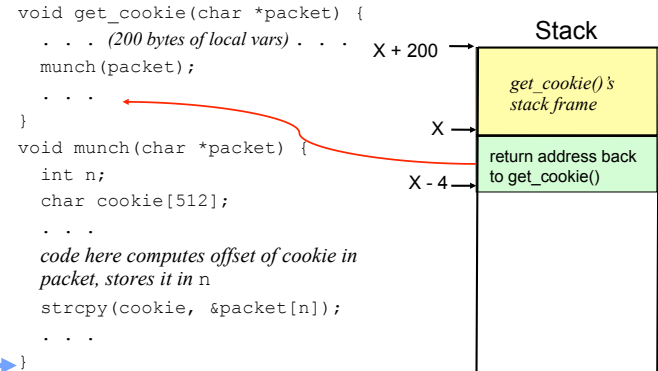 void get_cookie(char *packet) {
. . . (200 bytes of local vars) . . .
munch(packet);
. . .
}
void munch(char *packet) {
int n;
char cookie[512];
. . .
code here computes offset of cookie in
packet, stores it in n
strcpy(cookie, &packet[n]);
. . .
}
Stack
X + 200
get_cookie()'s
stack frame
X
return address back
to get_cookie()
X - 4